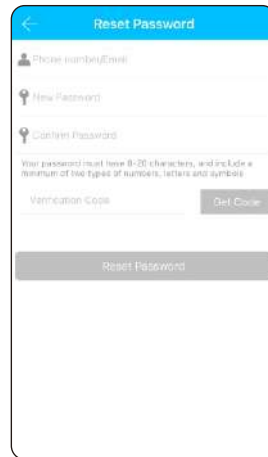 Reset Password
Phone number/Email
New Password
Confirm Password
Your password must have 8-20 characters, and include a
minimum of two types of numbers, letters and symbols
Verification Code
Get Code
Reset Password